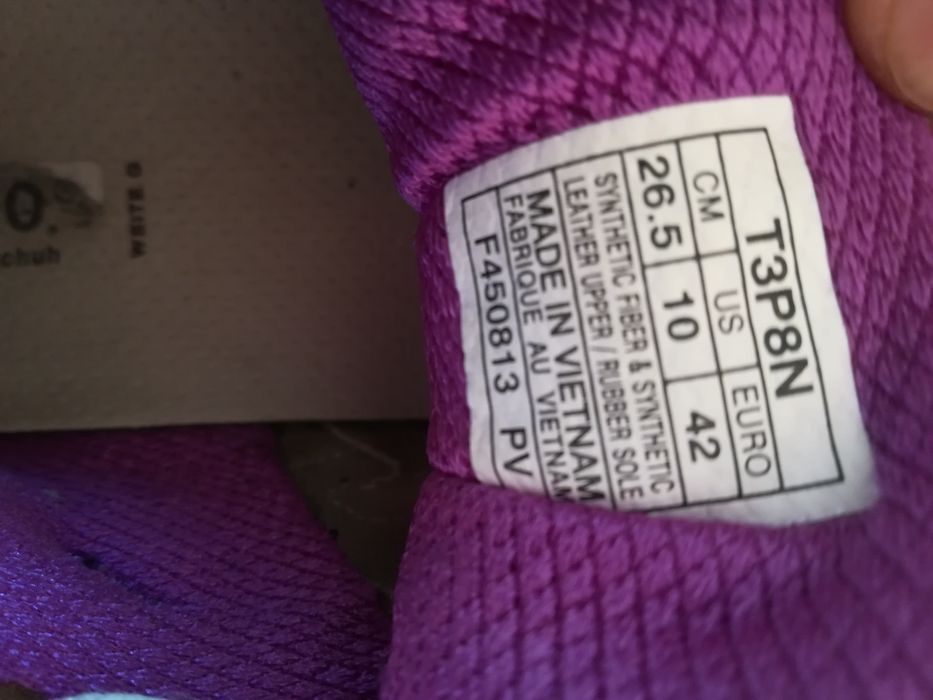 T3P8N
CM US EURO
26.5 10 42
SYNTHETIC FIBER & SYNTHETIC
LEATHER UPPER / RUBBER SOLE
MADE IN VIETNAM
FABRIQUE AU VIETNAM
F450813 PV
O.
chuh